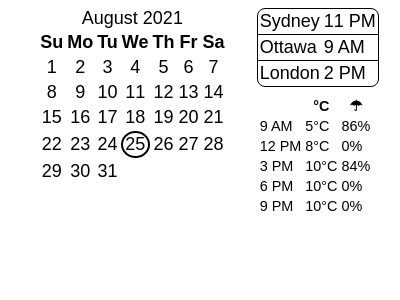 August 2021
Su Mo Tu We Th Fr Sa
1 2 3 4 5 6 7
8 9 10 11 12 13 14
15 16 17 18 19 20 21
22 23 24 25 26 27 28
29 30 31
Sydney 11 PM
Ottawa 9 AM
London 2 PM
°C ☂
9 AM 5°C 86%
12 PM 8°C 0%
3 PM 10°C 84%
6 PM 10°C 0%
9 PM 10°C 0%